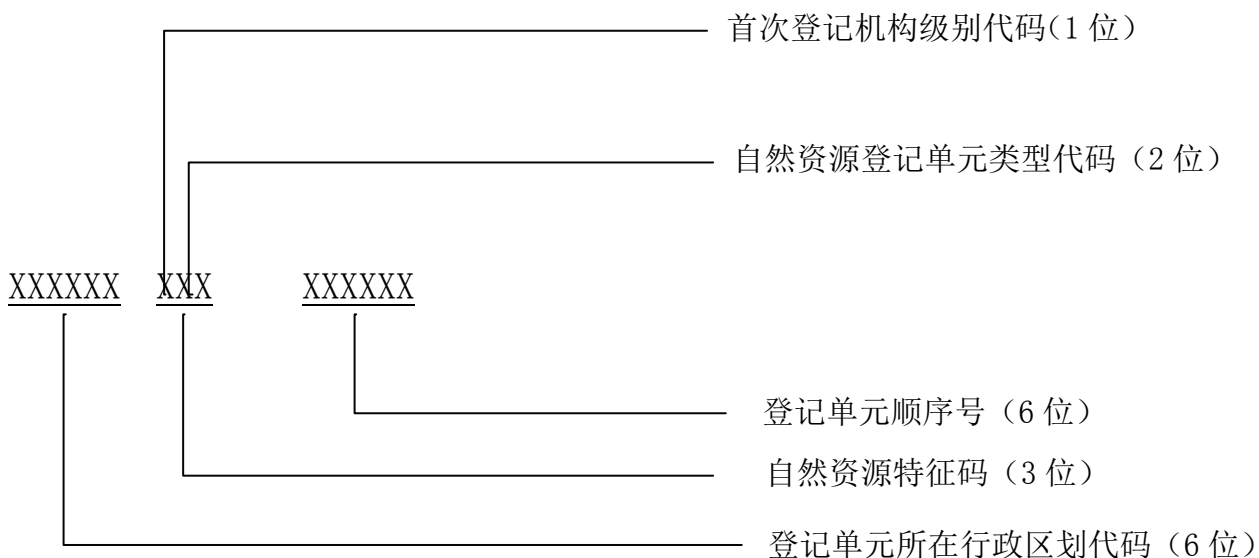 首次登记机构级别代码(1 位）
自然资源登记单元类型代码（2 位）
XXXXXX XXX XXXXXX
登记单元顺序号（6 位）
自然资源特征码（3 位）
登记单元所在行政区划代码（6 位）